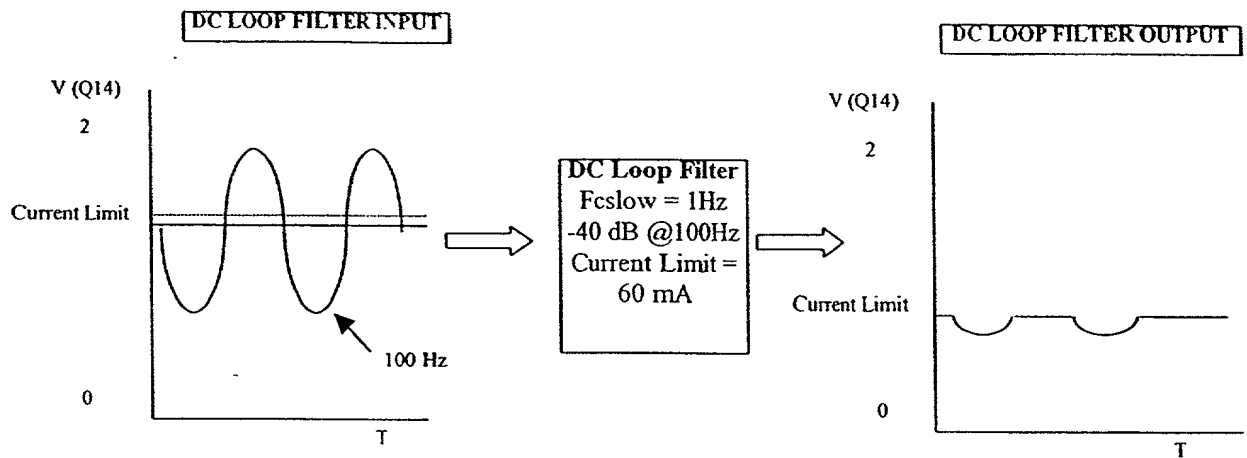 DC LOOP FILTER INPUT
V (Q14)
2
Current Limit
0
100 Hz
T
DC Loop Filter
Fcslow = 1Hz
-40 dB @100Hz
Current Limit =
60 mA
DC LOOP FILTER OUTPUT
V (Q14)
2
Current Limit
0
T